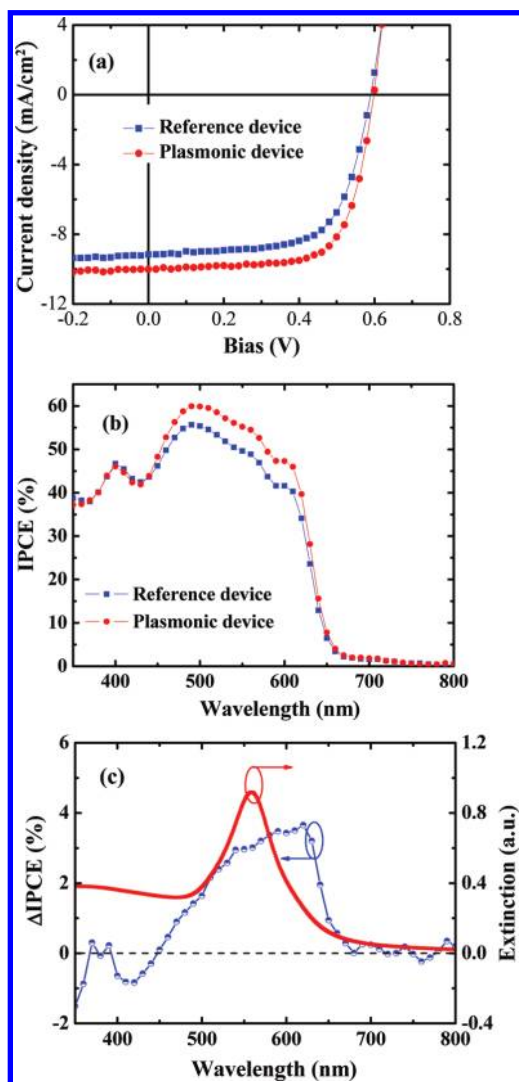 (a)
Reference device
Plasmonic device
Current density (mA/cm²)
4
0
-4
-8
-12
-0.2 0.0 0.2 0.4 0.6 0.8
Bias (V)
(b)
Reference device
Plasmonic device
IPCE (%)
60
50
40
30
20
10
0
400 500 600 700 800
Wavelength (nm)
(c)
ΔIPCE (%)
6
4
2
0
-2
Extinction (a.u.)
1.2
0.8
0.4
0.0
-0.4
400 500 600 700 800
Wavelength (nm)